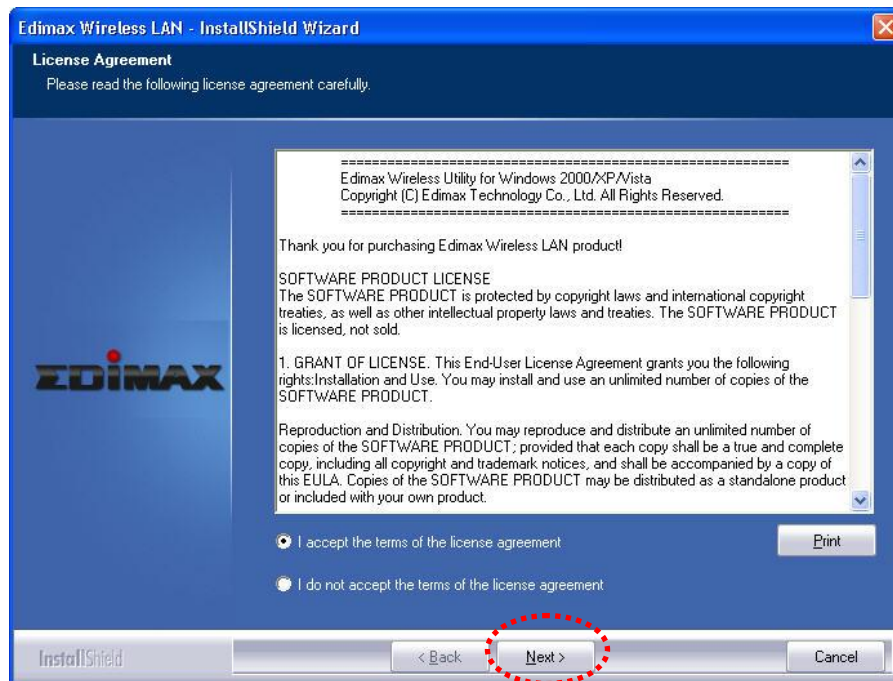 Edimax Wireless LAN - InstallShield Wizard
License Agreement
Please read the following license agreement carefully.
==========================================================
Edimax Wireless Utility for Windows 2000/XP/Vista
Copyright (C) Edimax Technology Co., Ltd. All Rights Reserved.
==========================================================
Thank you for purchasing Edimax Wireless LAN product!
SOFTWARE PRODUCT LICENSE
The SOFTWARE PRODUCT is protected by copyright laws and international copyright
treaties, as well as other intellectual property laws and treaties. The SOFTWARE PRODUCT
is licensed, not sold.
1. GRANT OF LICENSE. This End-User License Agreement grants you the following
rights:Installation and Use. You may install and use an unlimited number of copies of the
SOFTWARE PRODUCT.
Reproduction and Distribution. You may reproduce and distribute an unlimited number of
copies of the SOFTWARE PRODUCT; provided that each copy shall be a true and complete
copy, including all copyright and trademark notices, and shall be accompanied by a copy of
this EULA. Copies of the SOFTWARE PRODUCT may be distributed as a standalone product
or included with your own product.
EDIMAX
I accept the terms of the license agreement
Print
I do not accept the terms of the license agreement
InstallShield
< Back
Next >
Cancel